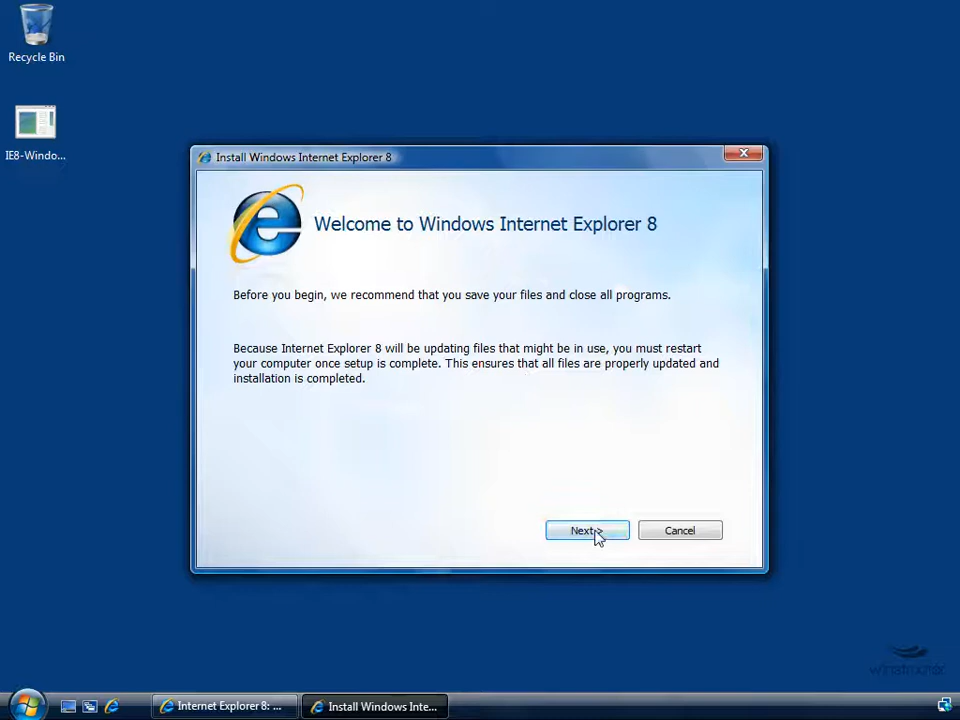 Recycle Bin
IE8-Windo...
Install Windows Internet Explorer 8
Welcome to Windows Internet Explorer 8
Before you begin, we recommend that you save your files and close all programs.
Because Internet Explorer 8 will be updating files that might be in use, you must restart
your computer once setup is complete. This ensures that all files are properly updated and
installation is completed.
Next >
Cancel
Internet Explorer 8: ...
Install Windows Inte...